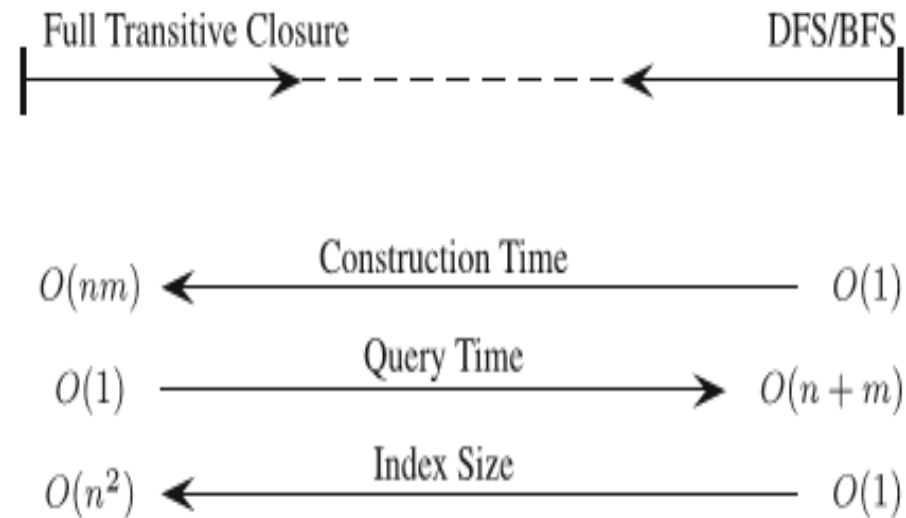 Full Transitive Closure DFS/BFS
Construction Time
O(nm) O(1)
Query Time
O(1) O(n + m)
Index Size
O(n²) O(1)